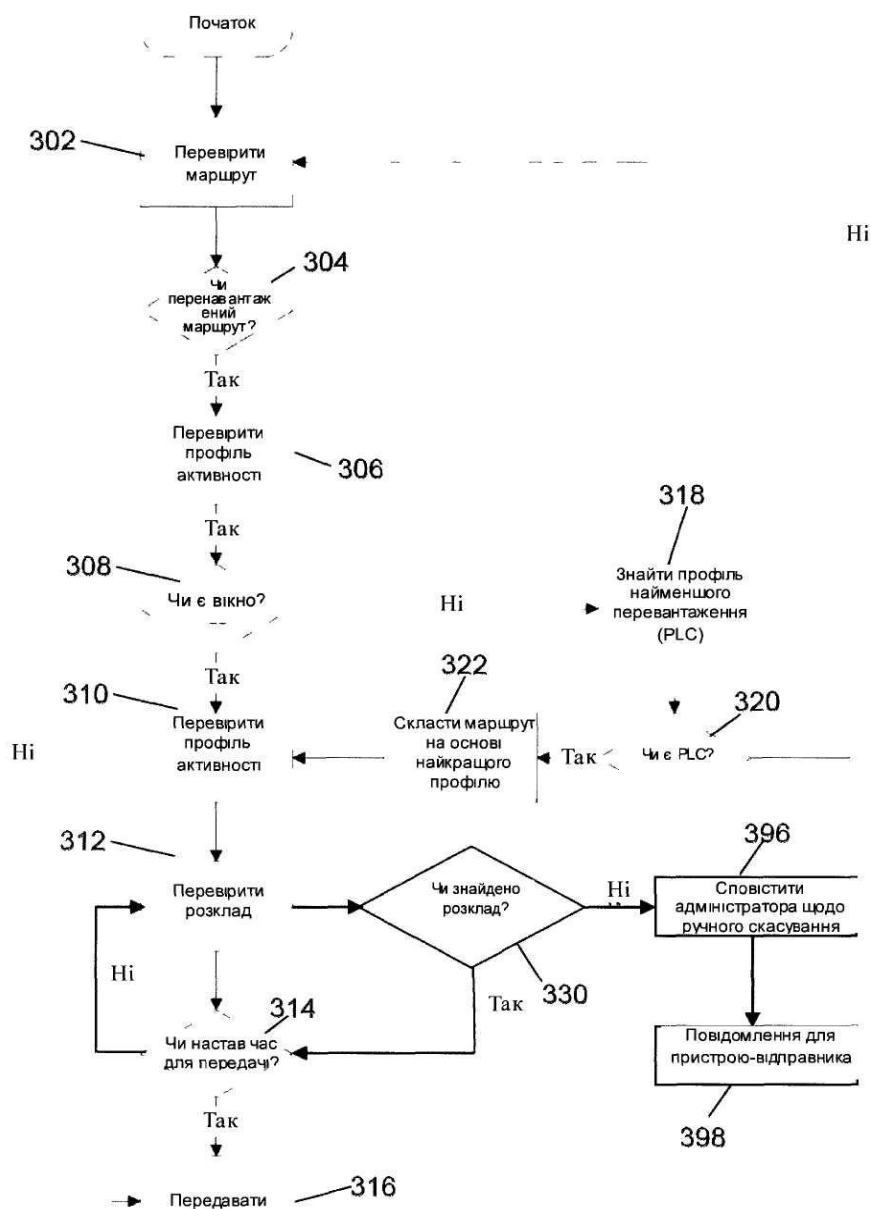 Початок
302
Перевірити
маршрут
Ні
304
Чи
перенавантаж
ений
маршрут?
Так
Перевірити
профіль
активності
306
Так
318
308
Чи є вікно?
Ні
Знайти профіль
найменшого
перевантаження
(PLC)
Так
310
Перевірити
профіль
активності
Ні
322
Скласти маршрут
на основі
найкращого
профілю
Так
320
Чи є PLC?
312
Перевірити
розклад
Чи знайдено
розклад?
Ні
396
Сповістити
адміністратора щодо
ручного скасування
Ні
330
Так
314
Чи настав час
для передачі?
Повідомлення для
пристрою-відправника
398
Так
316
Передавати